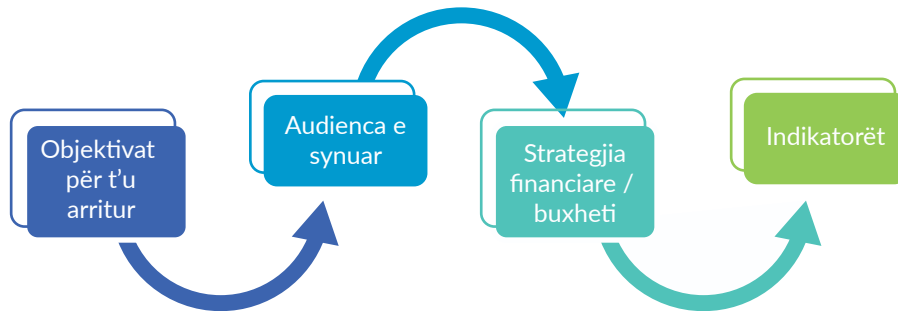 Objektivat
për t’u
arritur
Audienca e
synuar
Strategjia
financiare /
buxheti
Indikatorët